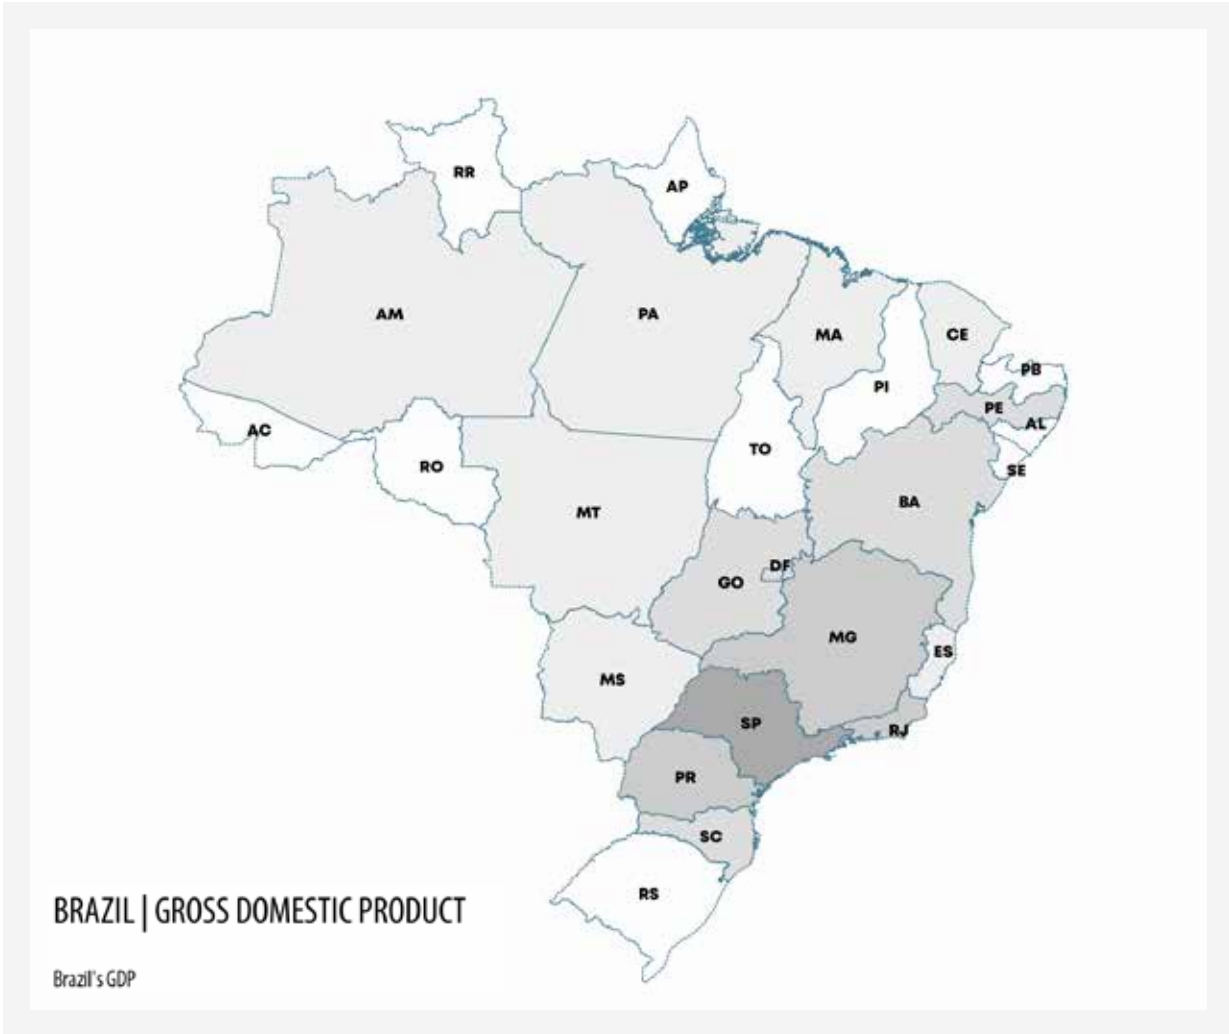 RR
AP
AM
PA
MA
CE
PB
PI
PE
AC
AL
TO
RO
SE
BA
MT
DF
GO
MG
ES
MS
SP
RJ
PR
SC
RS
BRAZIL | GROSS DOMESTIC PRODUCT
Brazil's GDP